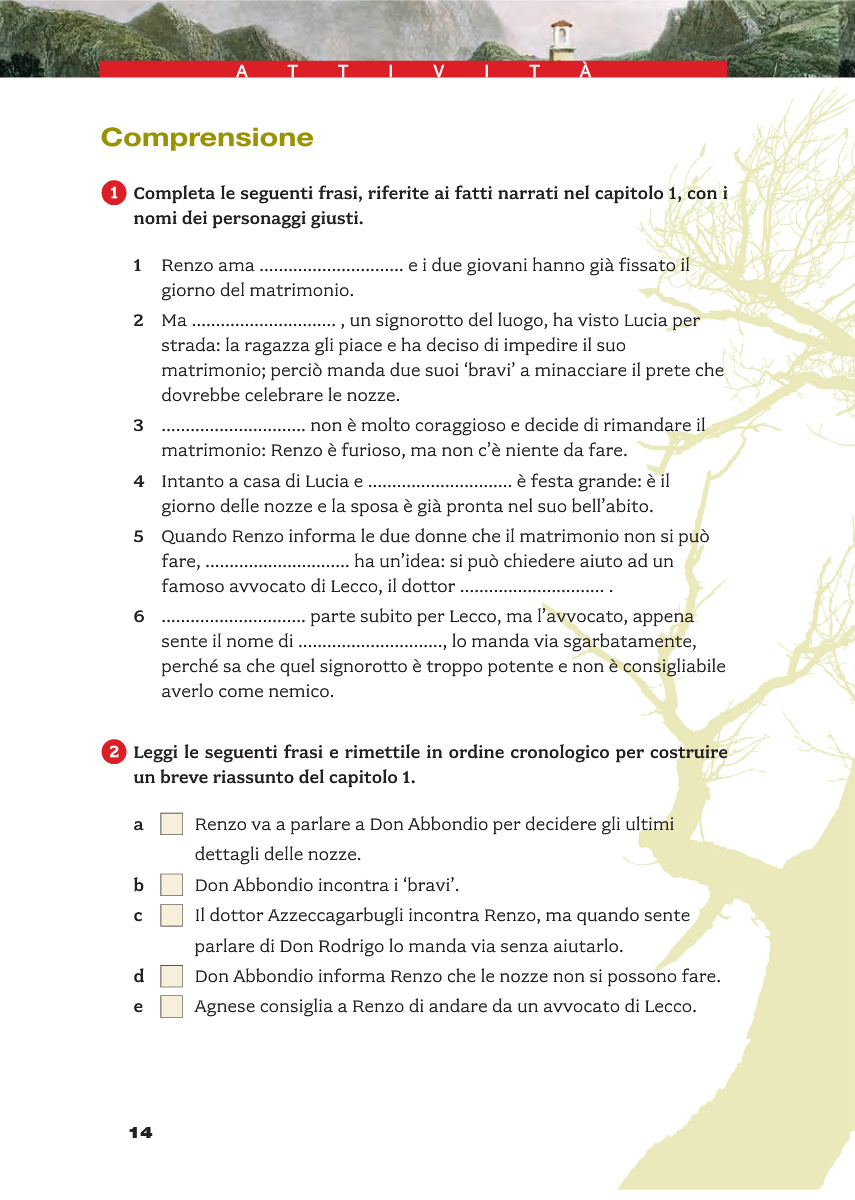 ATTIVITÀ
Comprensione
1 Completa le seguenti frasi, riferite ai fatti narrati nel capitolo 1, con i
nomi dei personaggi giusti.
1 Renzo ama .............................. e i due giovani hanno già fissato il
giorno del matrimonio.
2 Ma .............................. , un signorotto del luogo, ha visto Lucia per
strada: la ragazza gli piace e ha deciso di impedire il suo
matrimonio; perciò manda due suoi ‘bravi’ a minacciare il prete che
dovrebbe celebrare le nozze.
3 .............................. non è molto coraggioso e decide di rimandare il
matrimonio: Renzo è furioso, ma non c’è niente da fare.
4 Intanto a casa di Lucia e .............................. è festa grande: è il
giorno delle nozze e la sposa è già pronta nel suo bell’abito.
5 Quando Renzo informa le due donne che il matrimonio non si può
fare, .............................. ha un’idea: si può chiedere aiuto ad un
famoso avvocato di Lecco, il dottor .............................. .
6 .............................. parte subito per Lecco, ma l’avvocato, appena
sente il nome di .............................., lo manda via sgarbatamente,
perché sa che quel signorotto è troppo potente e non è consigliabile
averlo come nemico.
2 Leggi le seguenti frasi e rimettile in ordine cronologico per costruire
un breve riassunto del capitolo 1.
a Renzo va a parlare a Don Abbondio per decidere gli ultimi
dettagli delle nozze.
b Don Abbondio incontra i ‘bravi’.
c Il dottor Azzeccagarbugli incontra Renzo, ma quando sente
parlare di Don Rodrigo lo manda via senza aiutarlo.
d Don Abbondio informa Renzo che le nozze non si possono fare.
e Agnese consiglia a Renzo di andare da un avvocato di Lecco.
14